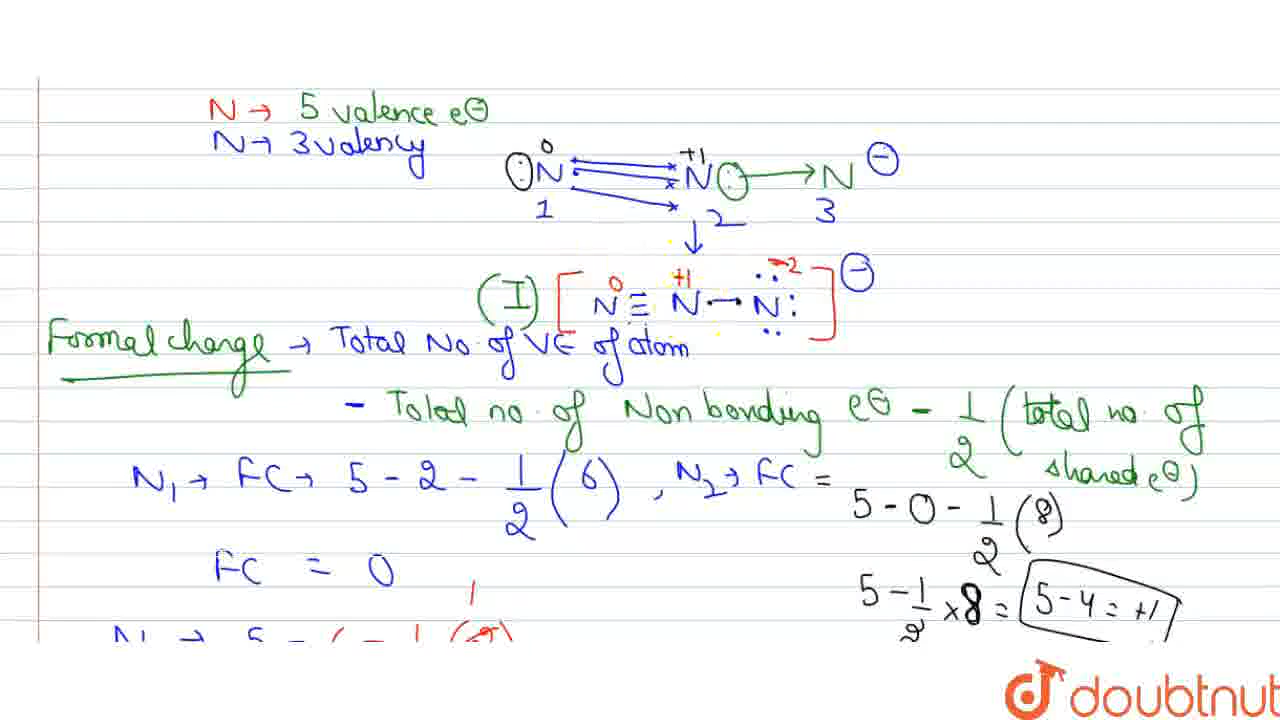 N → 5 valence e⊖
N → 3 valency
:N⁰ +1 N: → N ⊖
1 2 3
↓
(I) [ N⁰ ≡ N⁺¹ – N̈: −2 ] ⊖
Formal charge → Total No. of VE of atom
- Total no. of Non bonding e⊖ - 1/2 (total no. of shared e⊖)
N₁ → FC → 5 - 2 - 1/2 (6) , N₂ → FC =
5 - 0 - 1/2 (8)
FC = 0
5 - 1/2 × 8 = 5 - 4 = +1
doubtnut